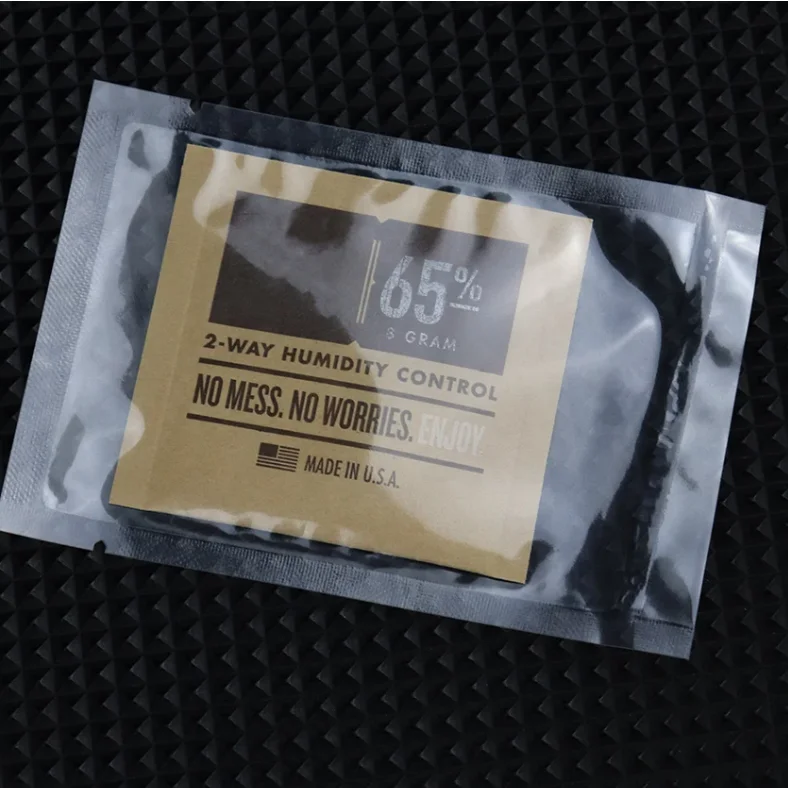 65%
8 GRAM
2-WAY HUMIDITY CONTROL
NO MESS. NO WORRIES. ENJOY
MADE IN U.S.A.